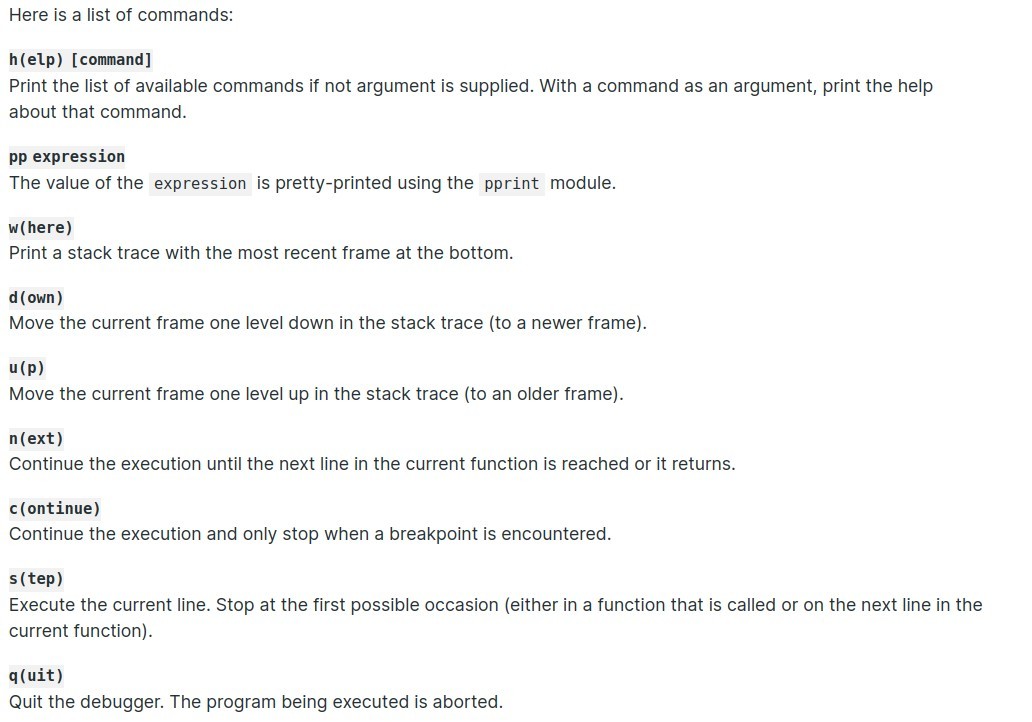 Here is a list of commands:
h(elp) [command]
Print the list of available commands if not argument is supplied. With a command as an argument, print the help
about that command.
pp expression
The value of the expression is pretty-printed using the pprint module.
w(here)
Print a stack trace with the most recent frame at the bottom.
d(own)
Move the current frame one level down in the stack trace (to a newer frame).
u(p)
Move the current frame one level up in the stack trace (to an older frame).
n(ext)
Continue the execution until the next line in the current function is reached or it returns.
c(ontinue)
Continue the execution and only stop when a breakpoint is encountered.
s(tep)
Execute the current line. Stop at the first possible occasion (either in a function that is called or on the next line in the
current function).
q(uit)
Quit the debugger. The program being executed is aborted.